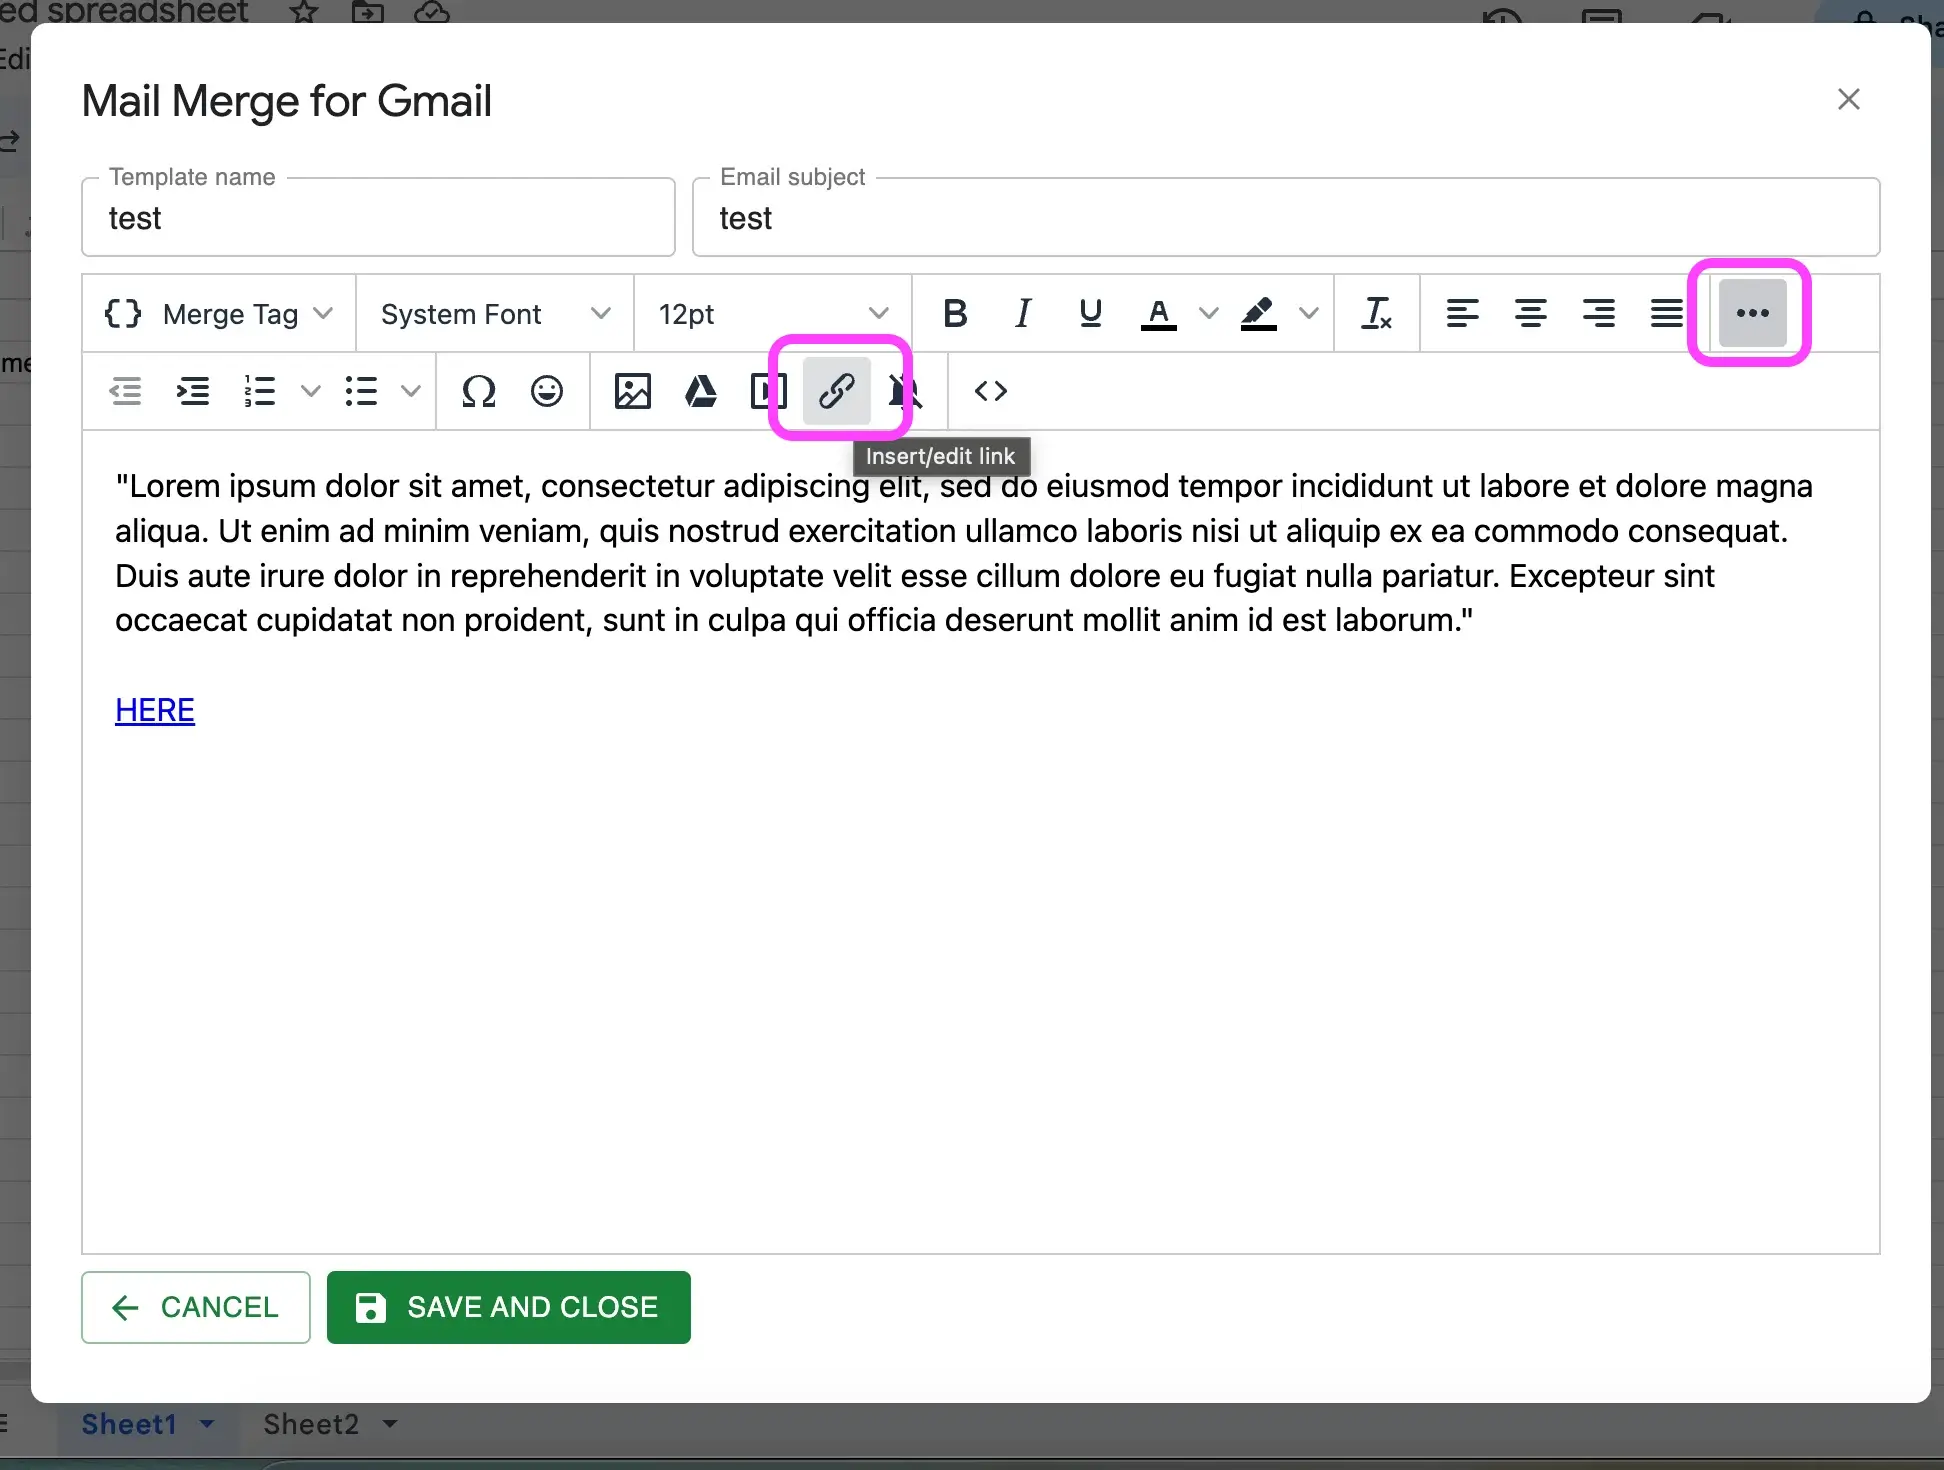 ed spreadsheet
Edi
Sha
Mail Merge for Gmail
Template name
test
Email subject
test
Merge Tag
System Font
12pt
me
Insert/edit link
"Lorem ipsum dolor sit amet, consectetur adipiscing elit, sed do eiusmod tempor incididunt ut labore et dolore magna
aliqua. Ut enim ad minim veniam, quis nostrud exercitation ullamco laboris nisi ut aliquip ex ea commodo consequat.
Duis aute irure dolor in reprehenderit in voluptate velit esse cillum dolore eu fugiat nulla pariatur. Excepteur sint
occaecat cupidatat non proident, sunt in culpa qui officia deserunt mollit anim id est laborum."
HERE
CANCEL
SAVE AND CLOSE
Sheet1
Sheet2